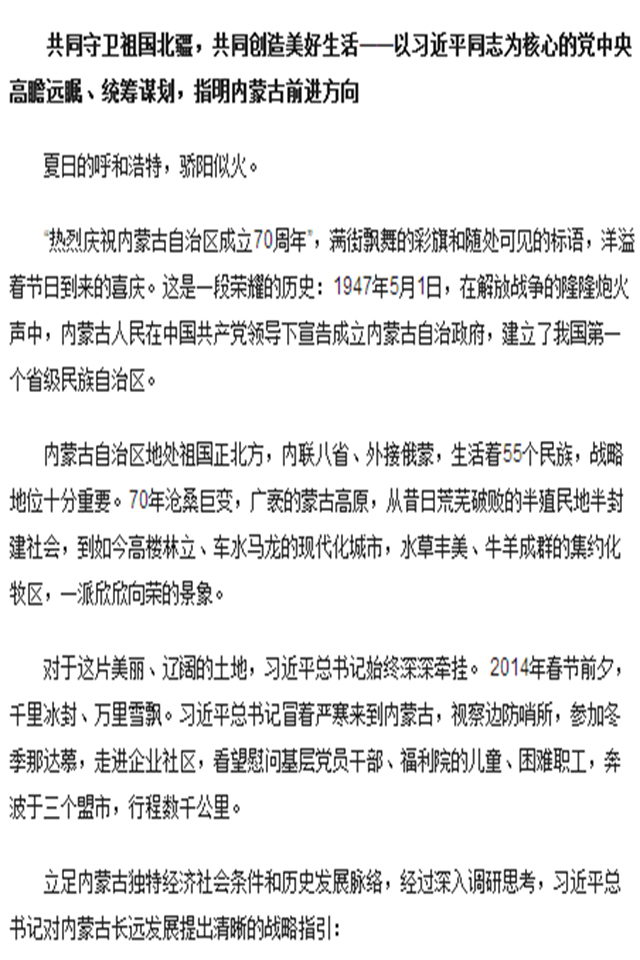 共同守卫祖国北疆，共同创造美好生活——以习近平同志为核心的党中央
高瞻远瞩、统筹谋划，指明内蒙古前进方向
夏日的呼和浩特，骄阳似火。
“热烈庆祝内蒙古自治区成立70周年”，满街飘舞的彩旗和随处可见的标语，洋溢
着节日到来的喜庆。这是一段荣耀的历史：1947年5月1日，在解放战争的隆隆炮火
声中，内蒙古人民在中国共产党领导下宣告成立内蒙古自治政府，建立了我国第一
个省级民族自治区。
内蒙古自治区地处祖国正北方，内联八省、外接俄蒙，生活着55个民族，战略
地位十分重要。70年沧桑巨变，广袤的蒙古高原，从昔日荒芜破败的半殖民地半封
建社会，到如今高楼林立、车水马龙的现代化城市，水草丰美、牛羊成群的集约化
牧区，一派欣欣向荣的景象。
对于这片美丽、辽阔的土地，习近平总书记始终深深牵挂。 2014年春节前夕，
千里冰封、万里雪飘。习近平总书记冒着严寒来到内蒙古，视察边防哨所，参加冬
季那达慕，走进企业社区，看望慰问基层党员干部、福利院的儿童、困难职工，奔
波于三个盟市，行程数千公里。
立足内蒙古独特经济社会条件和历史发展脉络，经过深入调研思考，习近平总
书记对内蒙古长远发展提出清晰的战略指引：